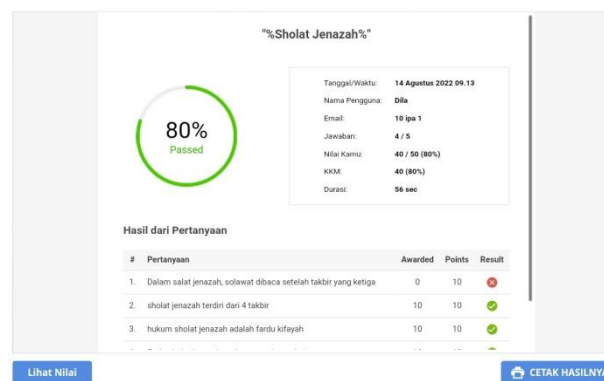 "%Sholat Jenazah%"
80%
Passed
Tanggal/Waktu: 14 Agustus 2022 09.13
Nama Pengguna: Dila
Email: 10 ipa 1
Jawaban: 4 / 5
Nilai Kamu: 40 / 50 (80%)
KKM: 40 (80%)
Durasi: 56 sec
Hasil dari Pertanyaan
# Pertanyaan Awarded Points Result
1. Dalam salat jenazah, solawat dibaca setelah takbir yang ketiga 0 10
2. sholat jenazah terdiri dari 4 takbir 10 10
3. hukum sholat jenazah adalah fardu kifayah 10 10
Lihat Nilai
CETAK HASILNYA